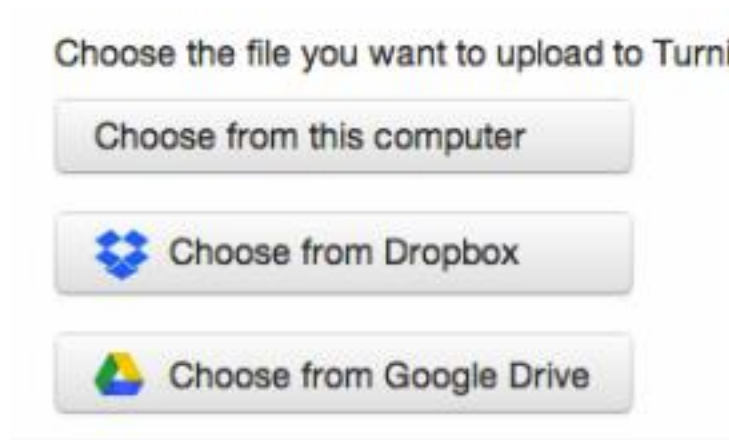 Choose the file you want to upload to Turni
Choose from this computer
Choose from Dropbox
Choose from Google Drive